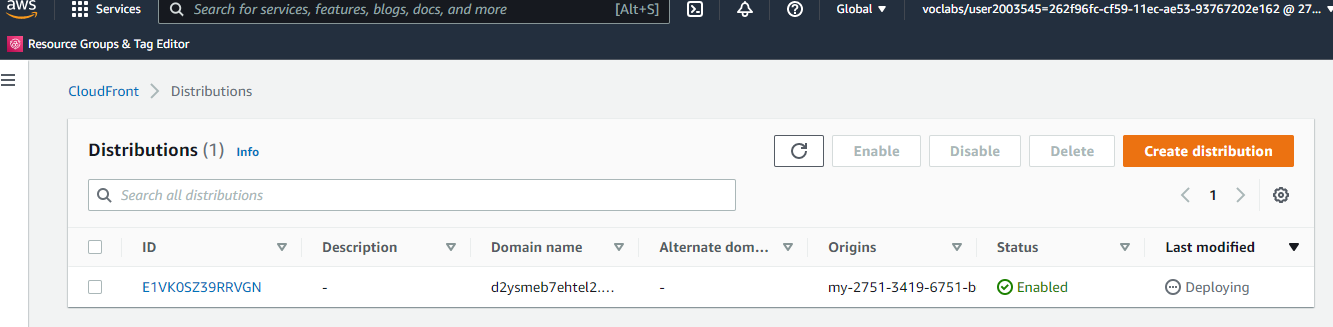 aws Services Search for services, features, blogs, docs, and more [Alt+S] Global voclabs/user2003545=262f96fc-cf59-11ec-ae53-93767202e162 @ 27...
Resource Groups & Tag Editor
CloudFront Distributions
Distributions (1) Info Enable Disable Delete Create distribution
Search all distributions 1
ID Description Domain name Alternate dom... Origins Status Last modified
E1VK0SZ39RRVGN - d2ysmeb7ehtel2.... - my-2751-3419-6751-b Enabled Deploying